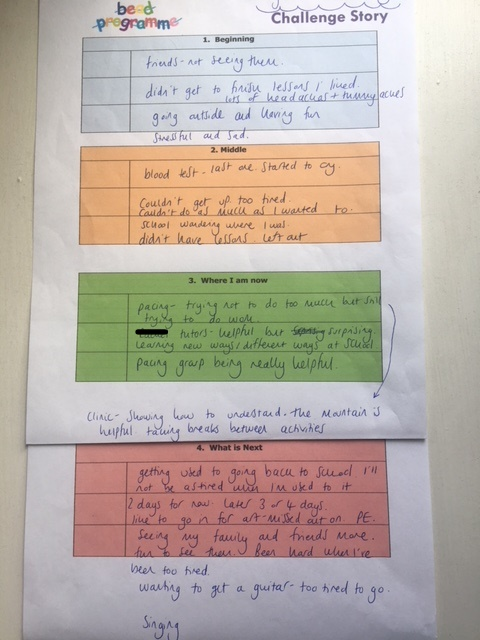 bead
programme
Challenge Story
1. Beginning
friends - not seeing them.
didn't get to finish lessons I liked.
lots of headaches + tummy aches
going outside and having fun
stressful and sad.
2. Middle
blood test - last one. started to cry.
Couldn't get up too tired.
Couldn't do as much as I wanted to.
School wondering where I was.
didn't have lessons. left out
3. Where I am now
pacing - trying not to do too much but still
trying to do work.
tutors - helpful but surprising.
Learning new ways / different ways at school
Pacing group being really helpful.
Clinic - showing how to understand - the mountain is
helpful. taking breaks between activities
4. What is Next
getting used to going back to school. I'll
not be as tired when I'm used to it
2 days for now. Later 3 or 4 days.
like to go in for art - missed out on. PE.
Seeing my family and friends more.
fun to see them. Been hard when I've
been too tired.
wanting to get a guitar - too tired to go.
Singing